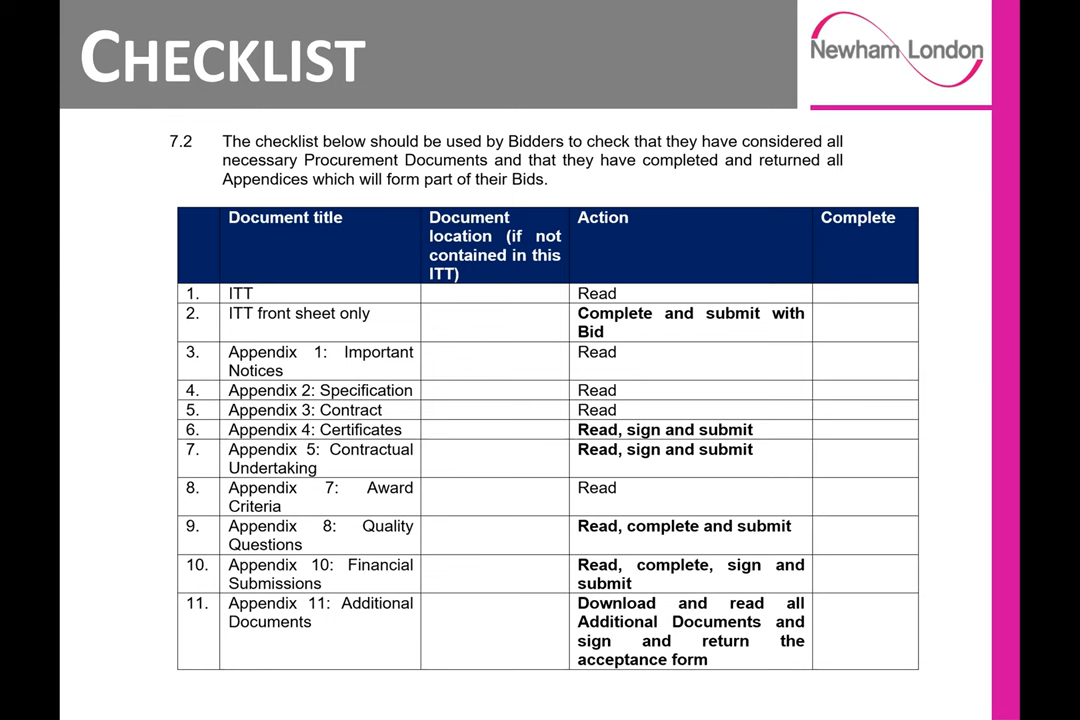 CHECKLIST
Newham London
7.2 The checklist below should be used by Bidders to check that they have considered all
necessary Procurement Documents and that they have completed and returned all
Appendices which will form part of their Bids.
Document title
Document
location (if not
contained in this
ITT)
Action
Complete
1. ITT Read
2. ITT front sheet only Complete and submit with
Bid
3. Appendix 1: Important
Notices
Read
4. Appendix 2: Specification Read
5. Appendix 3: Contract Read
6. Appendix 4: Certificates Read, sign and submit
7. Appendix 5: Contractual
Undertaking
Read, sign and submit
8. Appendix 7: Award
Criteria
Read
9. Appendix 8: Quality
Questions
Read, complete and submit
10. Appendix 10: Financial
Submissions
Read, complete, sign and
submit
11. Appendix 11: Additional
Documents
Download and read all
Additional Documents and
sign and return the
acceptance form